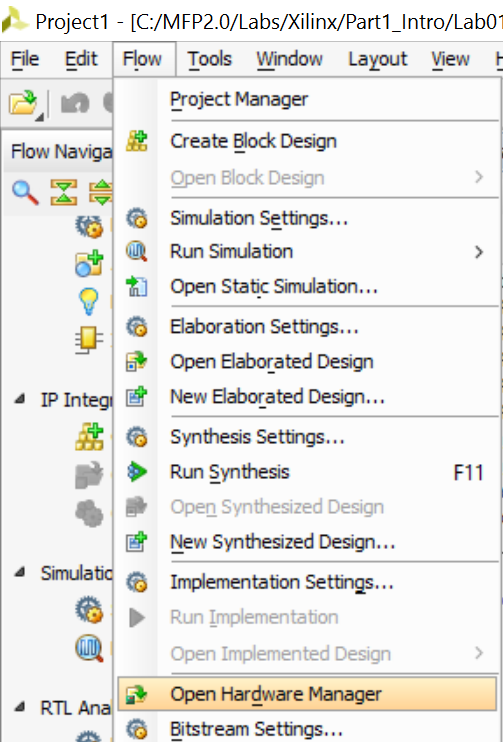 Project1 - [C:/MFP2.0/Labs/Xilinx/Part1_Intro/Lab01
File Edit Flow Tools Window Layout View H
Flow Naviga
Project Manager
Create Block Design
Open Block Design
Simulation Settings...
Run Simulation
Open Static Simulation...
Elaboration Settings...
Open Elaborated Design
IP Integr
New Elaborated Design...
Synthesis Settings...
Run Synthesis F11
Open Synthesized Design
New Synthesized Design...
Simulatio
Implementation Settings...
Run Implementation
Open Implemented Design
Open Hardware Manager
RTL Ana
Bitstream Settings...